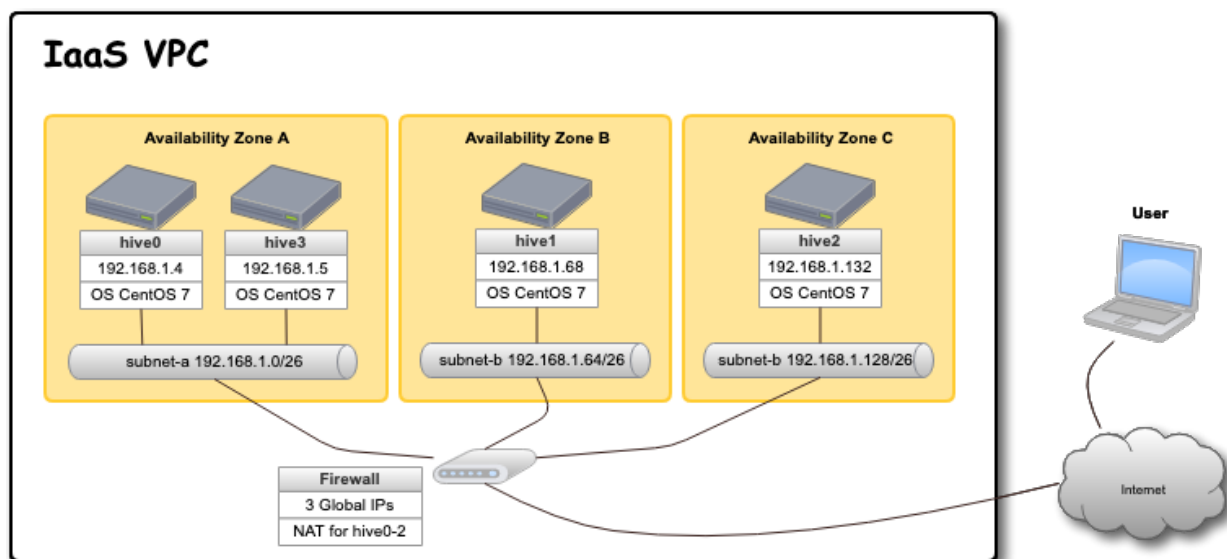 IaaS VPC
Availability Zone A
hive0
192.168.1.4
OS CentOS 7
hive3
192.168.1.5
OS CentOS 7
subnet-a 192.168.1.0/26
Availability Zone B
hive1
192.168.1.68
OS CentOS 7
subnet-b 192.168.1.64/26
Availability Zone C
hive2
192.168.1.132
OS CentOS 7
subnet-b 192.168.1.128/26
User
Firewall
3 Global IPs
NAT for hive0-2
Internet